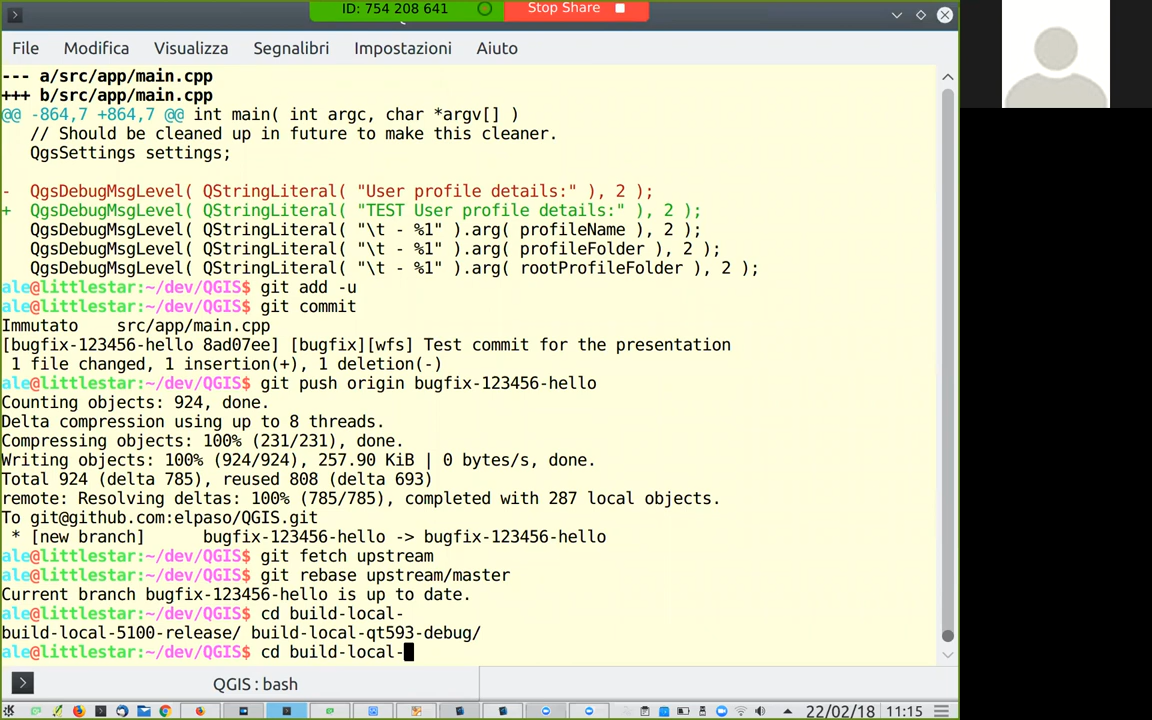 ID: 754 208 641
Stop Share
File Modifica Visualizza Segnalibri Impostazioni Aiuto
--- a/src/app/main.cpp
+++ b/src/app/main.cpp
@@ -864,7 +864,7 @@ int main( int argc, char *argv[] )
// Should be cleaned up in future to make this cleaner.
QgsSettings settings;
- QgsDebugMsgLevel( QStringLiteral( "User profile details:" ), 2 );
+ QgsDebugMsgLevel( QStringLiteral( "TEST User profile details:" ), 2 );
QgsDebugMsgLevel( QStringLiteral( "\t - %1" ).arg( profileName ), 2 );
QgsDebugMsgLevel( QStringLiteral( "\t - %1" ).arg( profileFolder ), 2 );
QgsDebugMsgLevel( QStringLiteral( "\t - %1" ).arg( rootProfileFolder ), 2 );
ale@littlestar:~/dev/QGIS$ git add -u
ale@littlestar:~/dev/QGIS$ git commit
Immutato src/app/main.cpp
[bugfix-123456-hello 8ad07ee] [bugfix][wfs] Test commit for the presentation
1 file changed, 1 insertion(+), 1 deletion(-)
ale@littlestar:~/dev/QGIS$ git push origin bugfix-123456-hello
Counting objects: 924, done.
Delta compression using up to 8 threads.
Compressing objects: 100% (231/231), done.
Writing objects: 100% (924/924), 257.90 KiB | 0 bytes/s, done.
Total 924 (delta 785), reused 808 (delta 693)
remote: Resolving deltas: 100% (785/785), completed with 287 local objects.
To git@github.com:elpaso/QGIS.git
* [new branch] bugfix-123456-hello -> bugfix-123456-hello
ale@littlestar:~/dev/QGIS$ git fetch upstream
ale@littlestar:~/dev/QGIS$ git rebase upstream/master
Current branch bugfix-123456-hello is up to date.
ale@littlestar:~/dev/QGIS$ cd build-local-
build-local-5100-release/ build-local-qt593-debug/
ale@littlestar:~/dev/QGIS$ cd build-local-
QGIS : bash
22/02/18 11:15